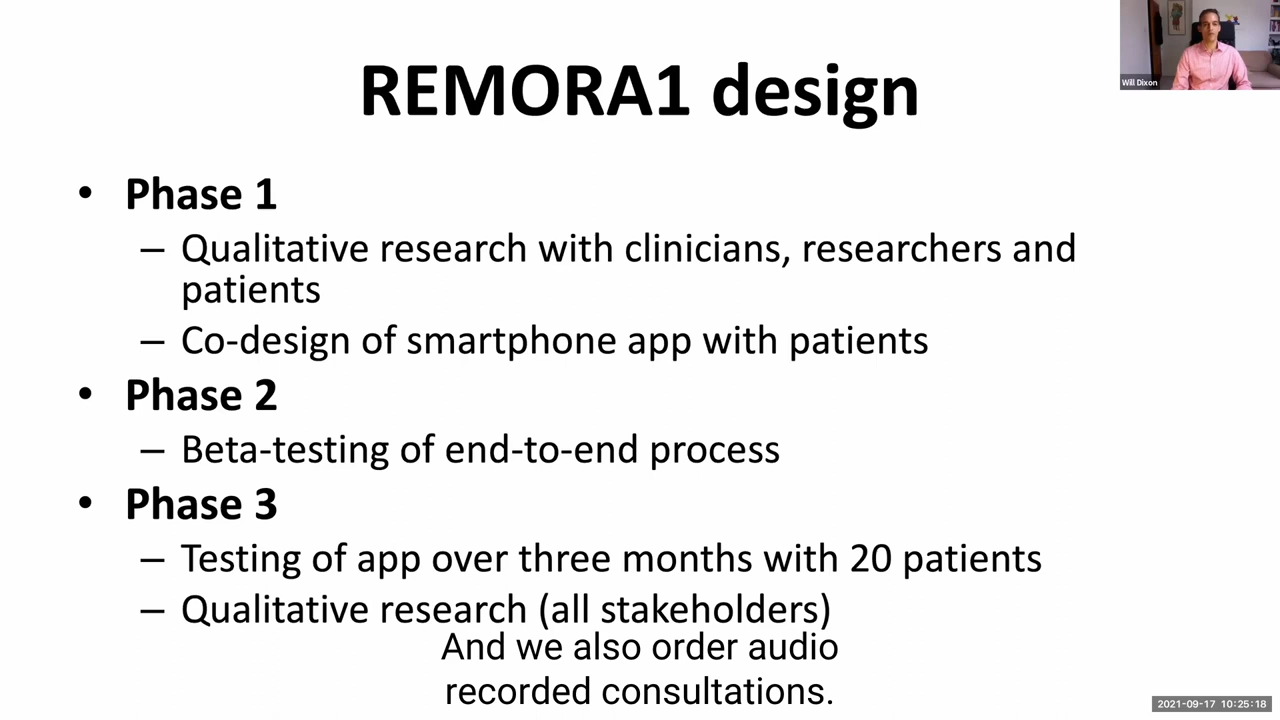 Will Dixon
REMORA1 design
• Phase 1
– Qualitative research with clinicians, researchers and
patients
– Co-design of smartphone app with patients
• Phase 2
– Beta-testing of end-to-end process
• Phase 3
– Testing of app over three months with 20 patients
– Qualitative research (all stakeholders)
And we also order audio
recorded consultations.
2021-09-17 10:25:18